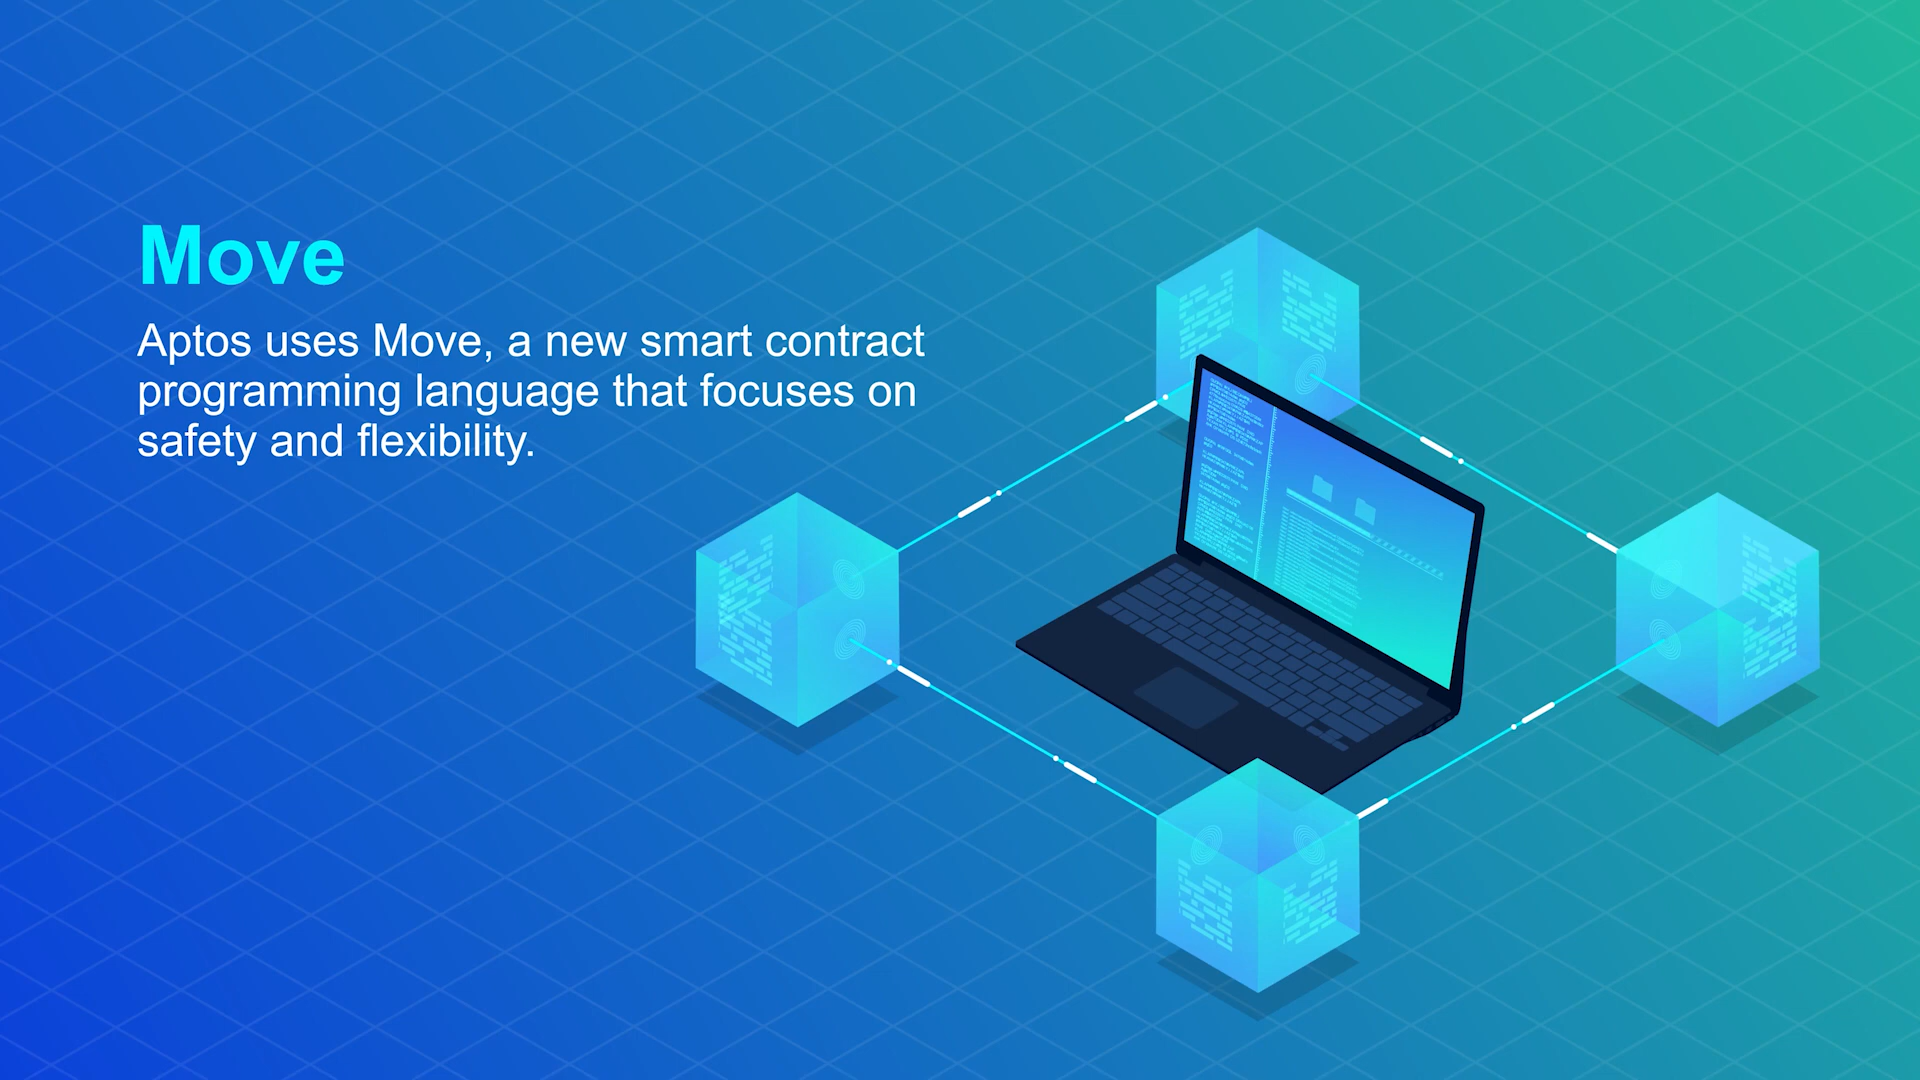 Move
Aptos uses Move, a new smart contract
programming language that focuses on
safety and flexibility.